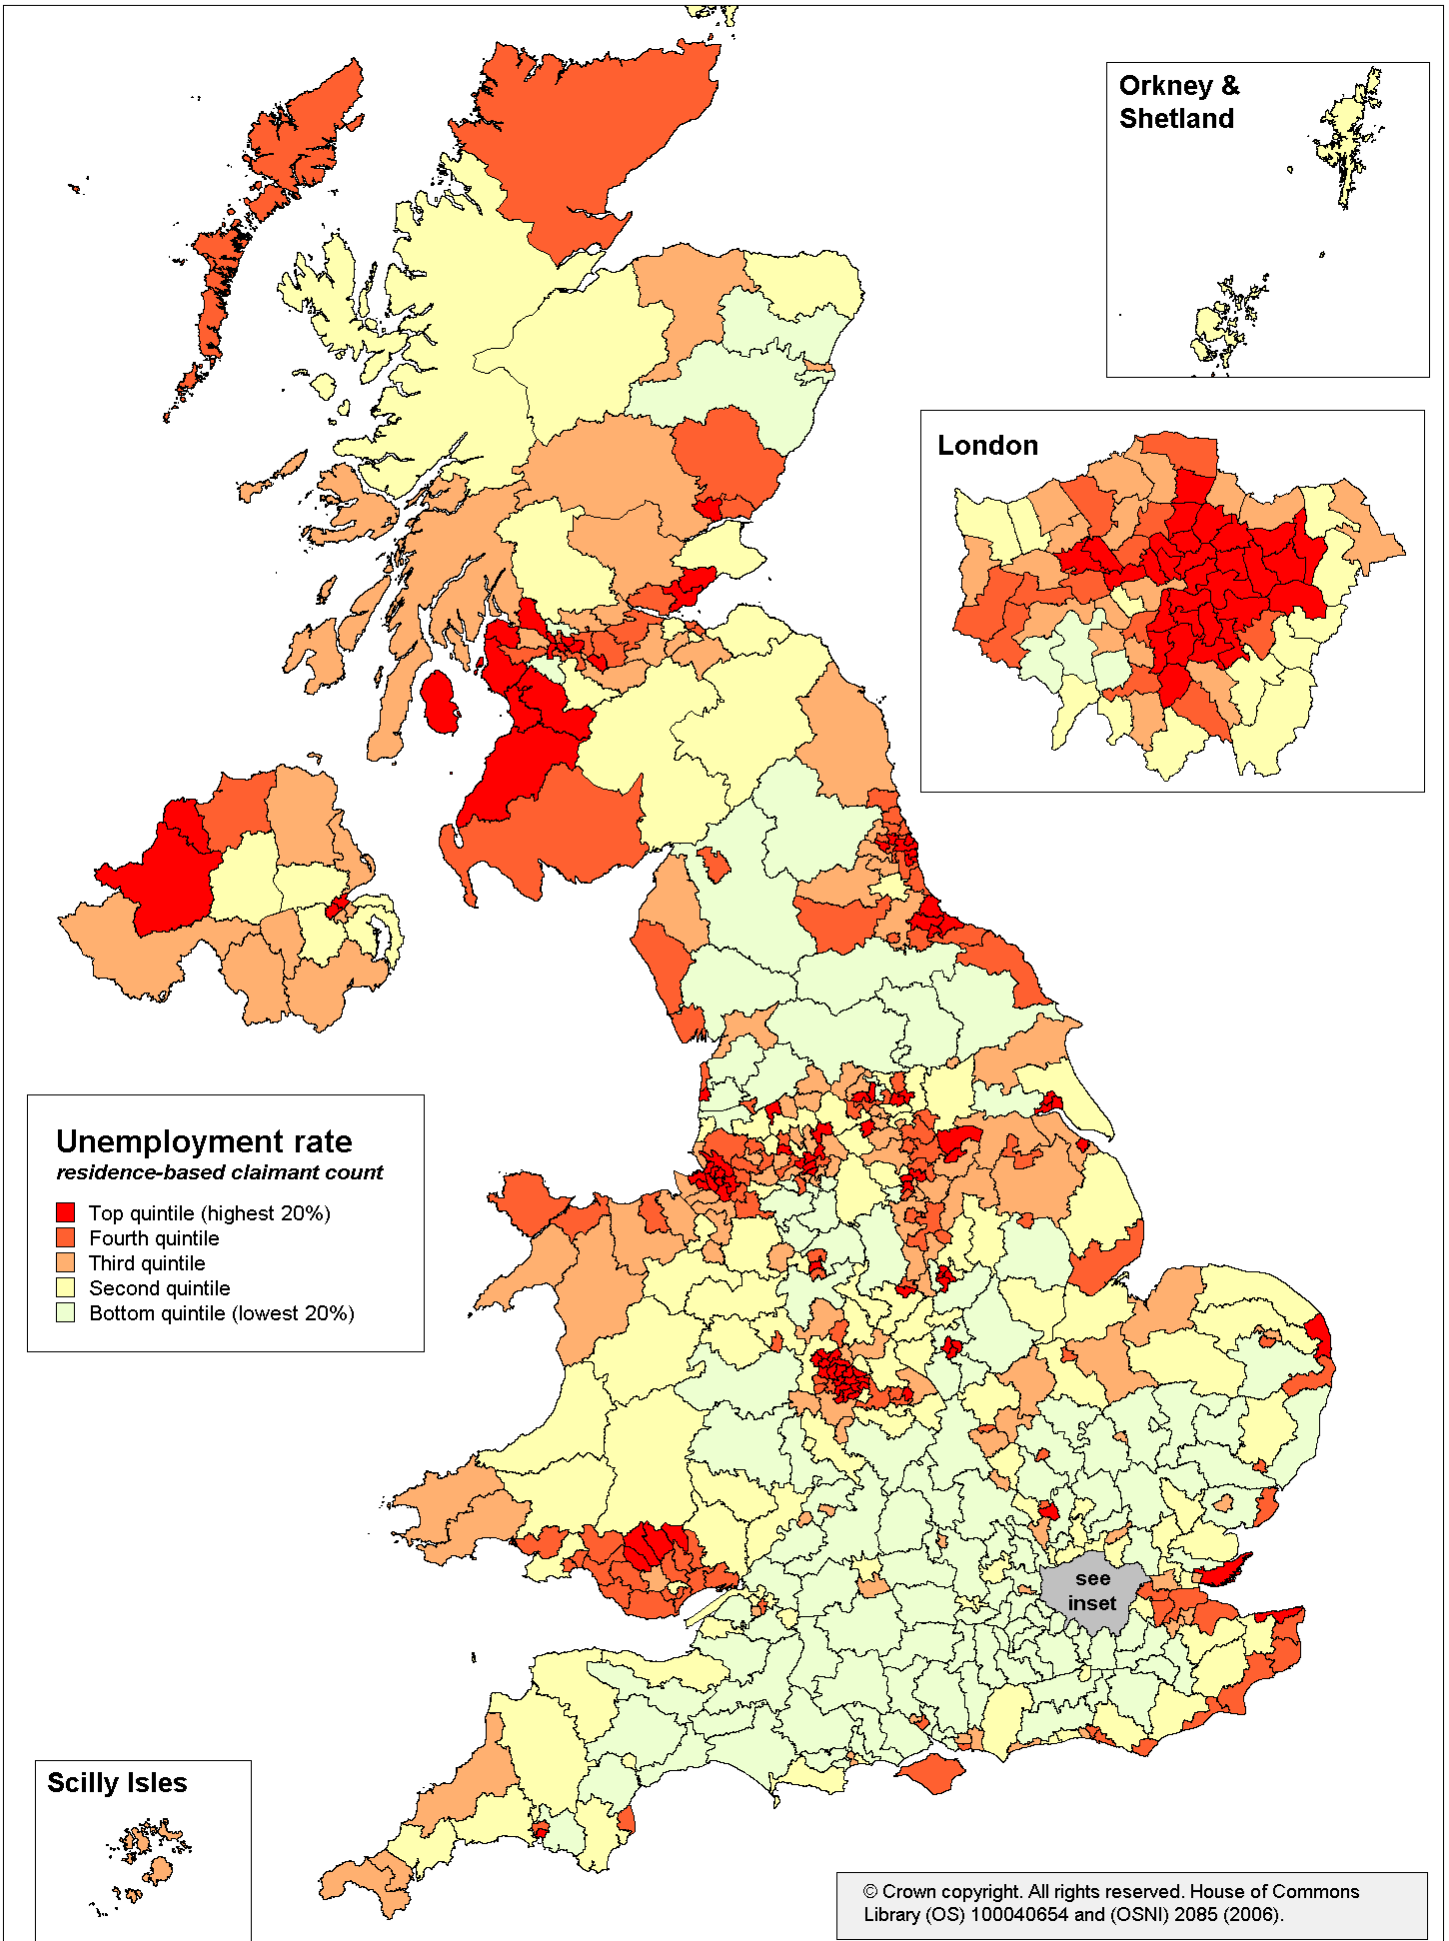 Orkney &
Shetland
London
Unemployment rate
residence-based claimant count
Top quintile (highest 20%)
Fourth quintile
Third quintile
Second quintile
Bottom quintile (lowest 20%)
see
inset
Scilly Isles
© Crown copyright. All rights reserved. House of Commons
Library (OS) 100040654 and (OSNI) 2085 (2006).